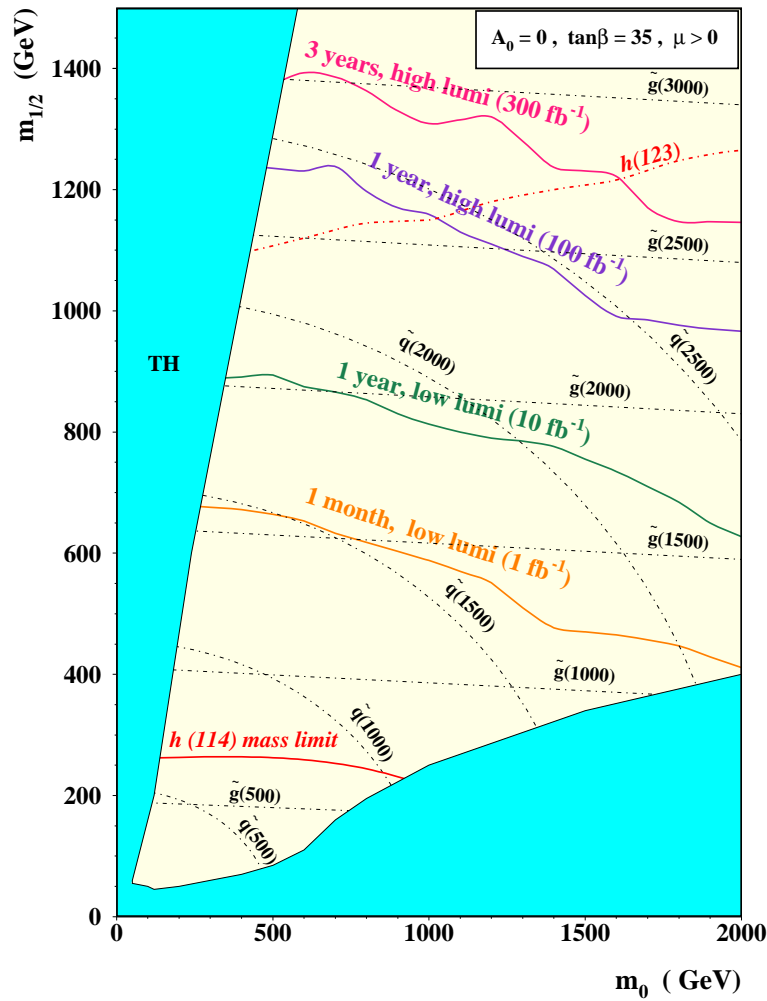 m₁/₂ (GeV)
A₀ = 0 , tanβ = 35 , μ > 0
1400
1200
1000
800
600
400
200
0
3 years, high lumi (300 fb⁻¹)
g̃(3000)
h(123)
1 year, high lumi (100 fb⁻¹)
g̃(2500)
q̃(2500)
q̃(2000)
TH
g̃(2000)
1 year, low lumi (10 fb⁻¹)
1 month, low lumi (1 fb⁻¹)
g̃(1500)
q̃(1500)
g̃(1000)
q̃(1000)
h (114) mass limit
g̃(500)
q̃(500)
0
500
1000
1500
2000
m₀ ( GeV)